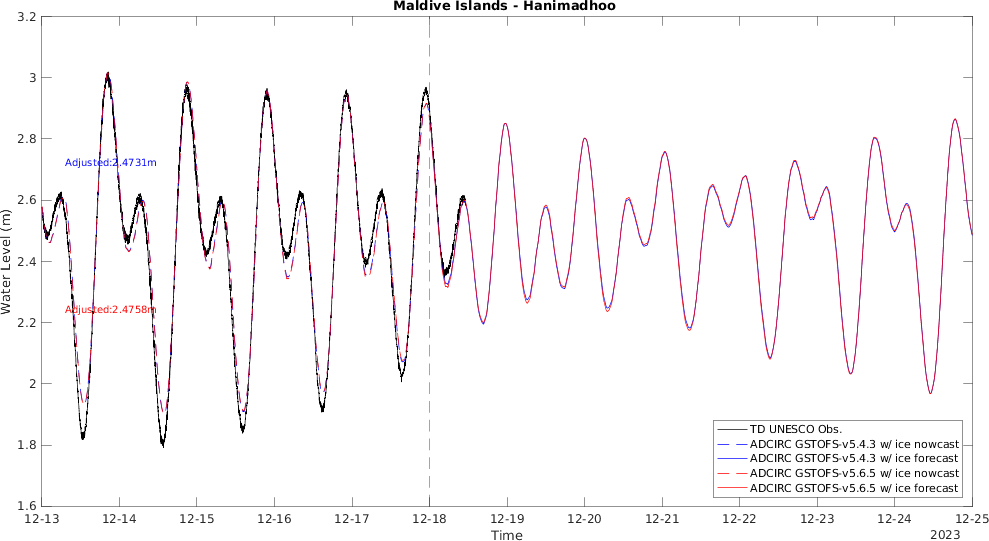 Maldive Islands - Hanimadhoo
3.2
3
2.8
2.6
2.4
2.2
2
1.8
1.6
Water Level (m)
Adjusted:2.4731m
Adjusted:2.4758m
TD UNESCO Obs.
ADCIRC GSTOFS-v5.4.3 w/ ice nowcast
ADCIRC GSTOFS-v5.4.3 w/ ice forecast
ADCIRC GSTOFS-v5.6.5 w/ ice nowcast
ADCIRC GSTOFS-v5.6.5 w/ ice forecast
12-13 12-14 12-15 12-16 12-17 12-18 12-19 12-20 12-21 12-22 12-23 12-24 12-25
Time
2023